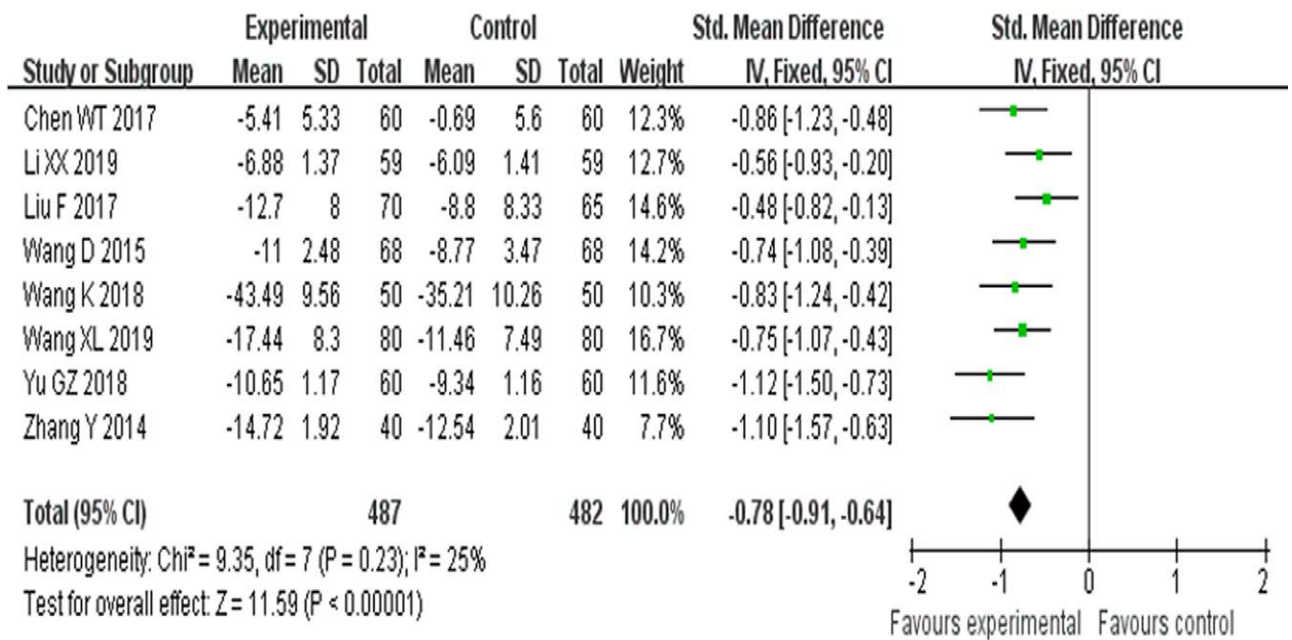 Experimental Control Std. Mean Difference Std. Mean Difference
Study or Subgroup Mean SD Total Mean SD Total Weight IV, Fixed, 95% CI IV, Fixed, 95% CI
Chen WT 2017 -5.41 5.33 60 -0.69 5.6 60 12.3% -0.86 [-1.23, -0.48]
Li XX 2019 -6.88 1.37 59 -6.09 1.41 59 12.7% -0.56 [-0.93, -0.20]
Liu F 2017 -12.7 8 70 -8.8 8.33 65 14.6% -0.48 [-0.82, -0.13]
Wang D 2015 -11 2.48 68 -8.77 3.47 68 14.2% -0.74 [-1.08, -0.39]
Wang K 2018 -43.49 9.56 50 -35.21 10.26 50 10.3% -0.83 [-1.24, -0.42]
Wang XL 2019 -17.44 8.3 80 -11.46 7.49 80 16.7% -0.75 [-1.07, -0.43]
Yu GZ 2018 -10.65 1.17 60 -9.34 1.16 60 11.6% -1.12 [-1.50, -0.73]
Zhang Y 2014 -14.72 1.92 40 -12.54 2.01 40 7.7% -1.10 [-1.57, -0.63]
Total (95% CI) 487 482 100.0% -0.78 [-0.91, -0.64]
Heterogeneity: Chi² = 9.35, df = 7 (P = 0.23); I² = 25%
Test for overall effect: Z = 11.59 (P < 0.00001)
-2 -1 0 1 2
Favours experimental Favours control